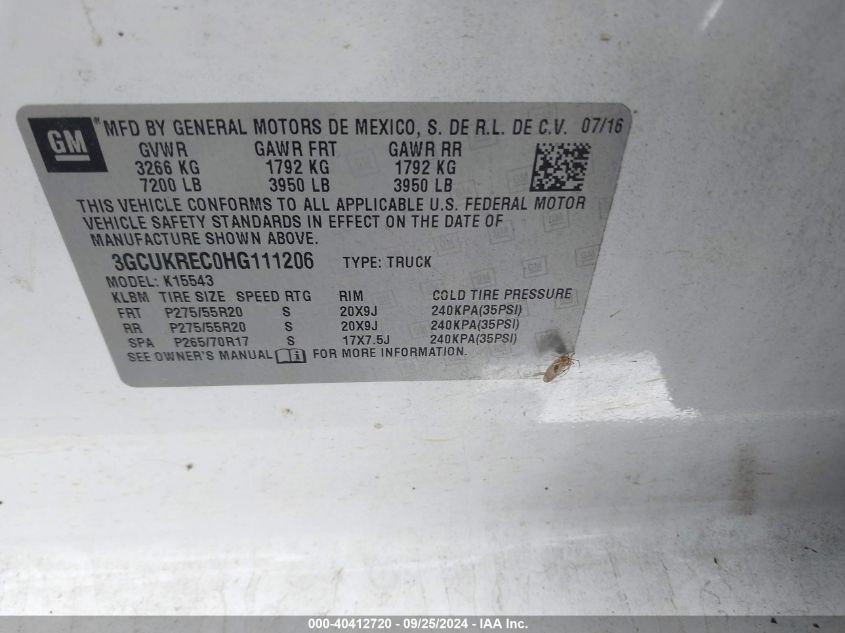 GM ® MFD BY GENERAL MOTORS DE MEXICO, S. DE R.L. DE C.V. 07/16
GVWR GAWR FRT GAWR RR
3266 KG 1792 KG 1792 KG
7200 LB 3950 LB 3950 LB
THIS VEHICLE CONFORMS TO ALL APPLICABLE U.S. FEDERAL MOTOR
VEHICLE SAFETY STANDARDS IN EFFECT ON THE DATE OF
MANUFACTURE SHOWN ABOVE.
3GCUKREC0HG111206 TYPE: TRUCK
MODEL: K15543
KLBM TIRE SIZE SPEED RTG RIM COLD TIRE PRESSURE
FRT P275/55R20 S 20X9J 240KPA(35PSI)
RR P275/55R20 S 20X9J 240KPA(35PSI)
SPA P265/70R17 S 17X7.5J 240KPA(35PSI)
SEE OWNER'S MANUAL i FOR MORE INFORMATION.
000-40412720 - 09/25/2024 - IAA Inc.